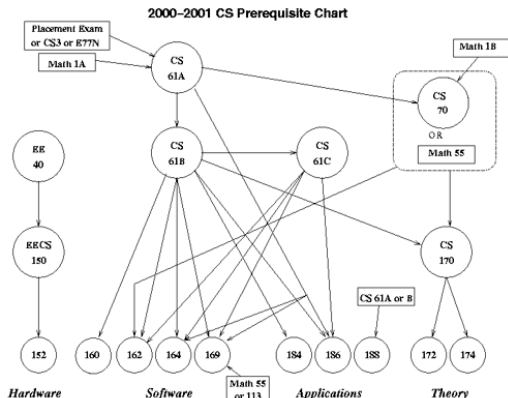 2000–2001 CS Prerequisite Chart
Placement Exam
or CS3 or E77N
Math 1A
CS
61A
Math 1B
CS
70
OR
Math 55
EE
40
CS
61B
CS
61C
EECS
150
CS
170
CS 61A or B
152
160
162
164
169
184
186
188
172
174
Math 55
or 113
Hardware
Software
Applications
Theory